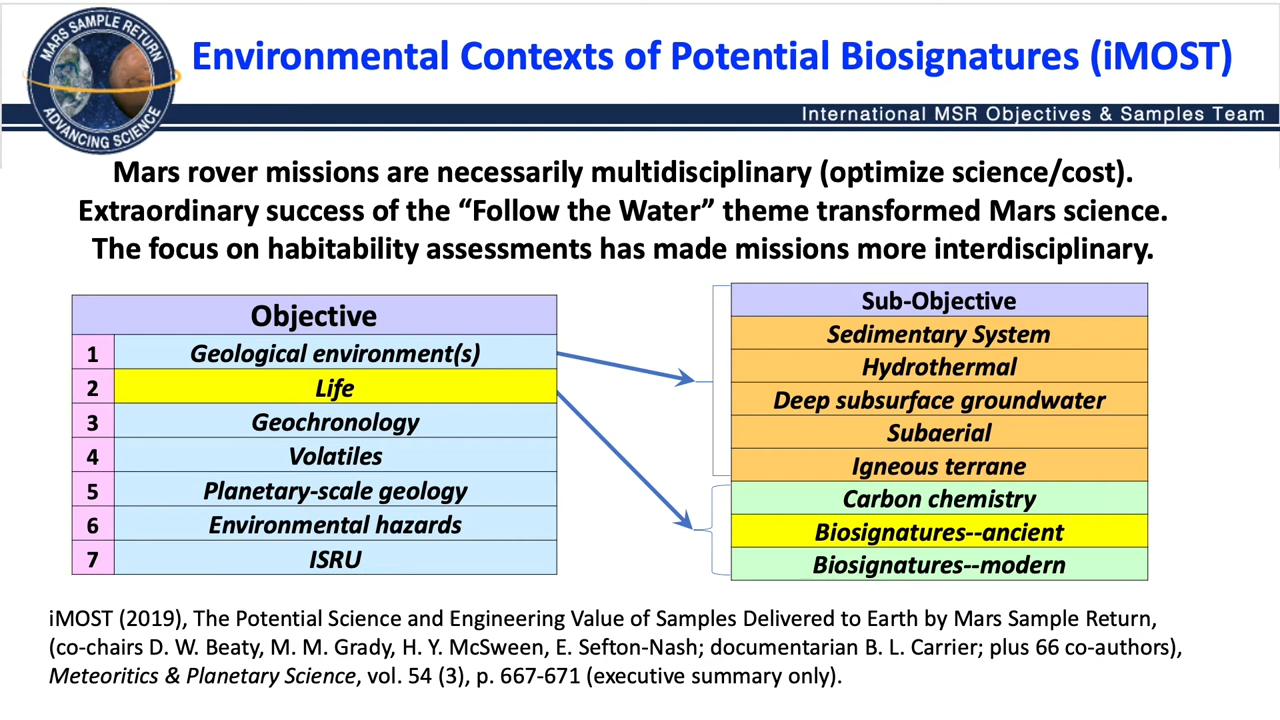 MARS SAMPLE RETURN
ADVANCING SCIENCE
Environmental Contexts of Potential Biosignatures (iMOST)
International MSR Objectives & Samples Team
Mars rover missions are necessarily multidisciplinary (optimize science/cost).
Extraordinary success of the “Follow the Water” theme transformed Mars science.
The focus on habitability assessments has made missions more interdisciplinary.
Objective
1 Geological environment(s)
2 Life
3 Geochronology
4 Volatiles
5 Planetary-scale geology
6 Environmental hazards
7 ISRU
Sub-Objective
Sedimentary System
Hydrothermal
Deep subsurface groundwater
Subaerial
Igneous terrane
Carbon chemistry
Biosignatures--ancient
Biosignatures--modern
iMOST (2019), The Potential Science and Engineering Value of Samples Delivered to Earth by Mars Sample Return,
(co-chairs D. W. Beaty, M. M. Grady, H. Y. McSween, E. Sefton-Nash; documentarian B. L. Carrier; plus 66 co-authors),
Meteoritics & Planetary Science, vol. 54 (3), p. 667-671 (executive summary only).